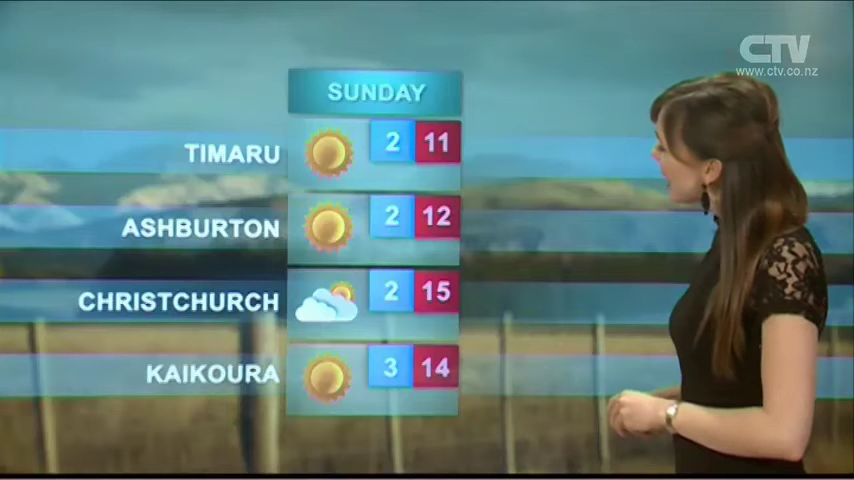 CTV
www.ctv.co.nz
SUNDAY
TIMARU 2 11
ASHBURTON 2 12
CHRISTCHURCH 2 15
KAIKOURA 3 14